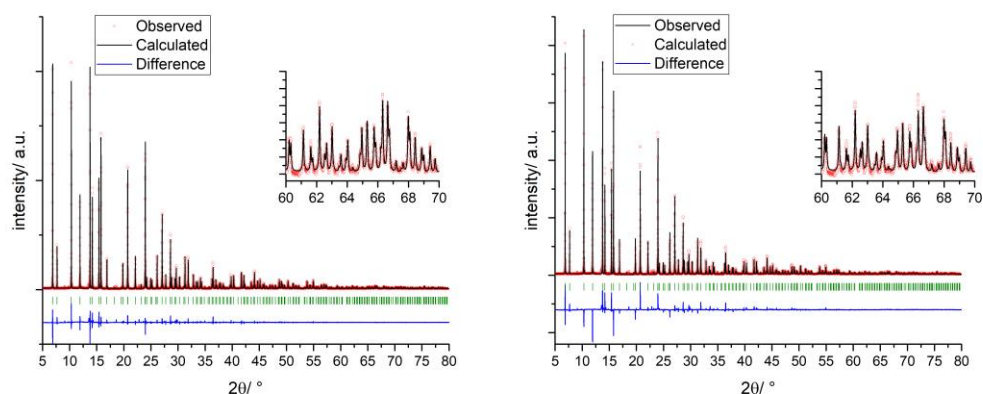 Observed
Calculated
Difference
intensity/ a.u.
60 62 64 66 68 70
5 10 15 20 25 30 35 40 45 50 55 60 65 70 75 80
2θ/ °
Observed
Calculated
Difference
intensity/ a.u.
60 62 64 66 68 70
5 10 15 20 25 30 35 40 45 50 55 60 65 70 75 80
2θ/ °